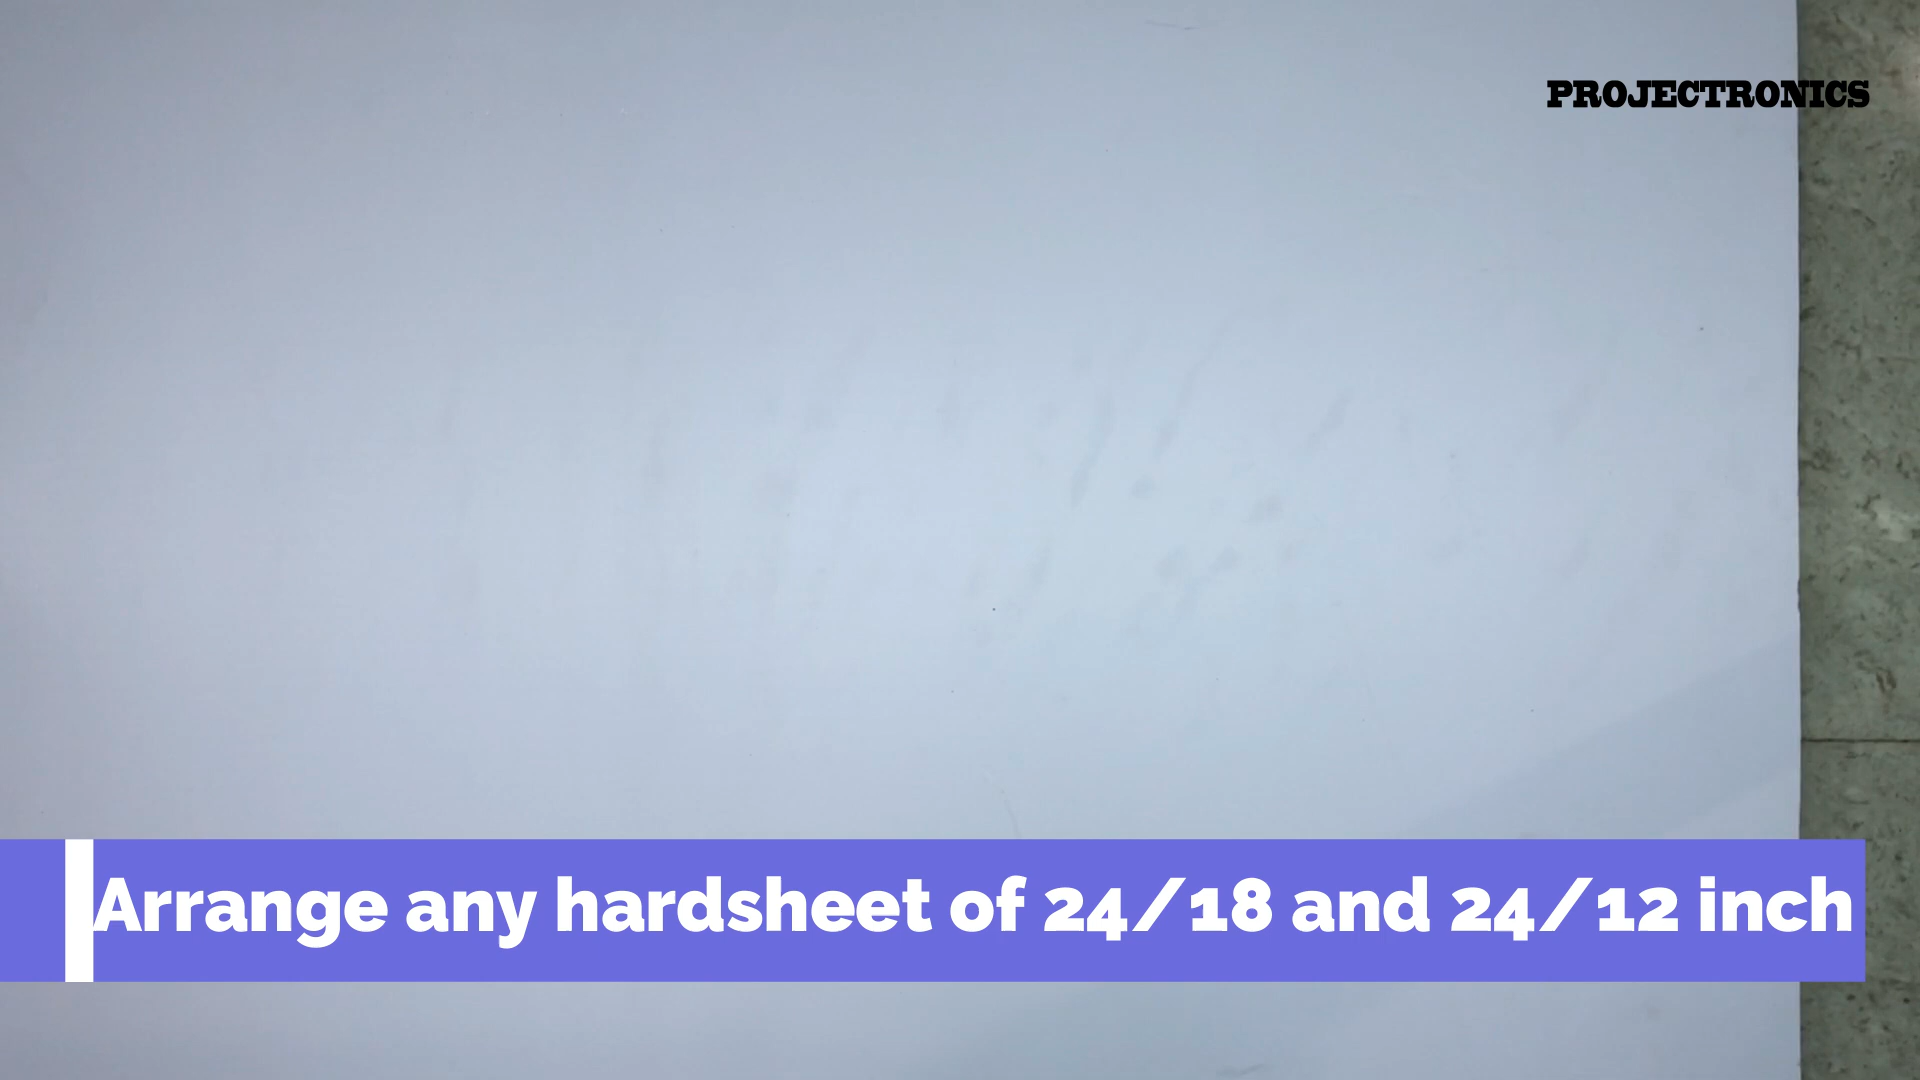 PROJECTRONICS
Arrange any hardsheet of 24/18 and 24/12 inch